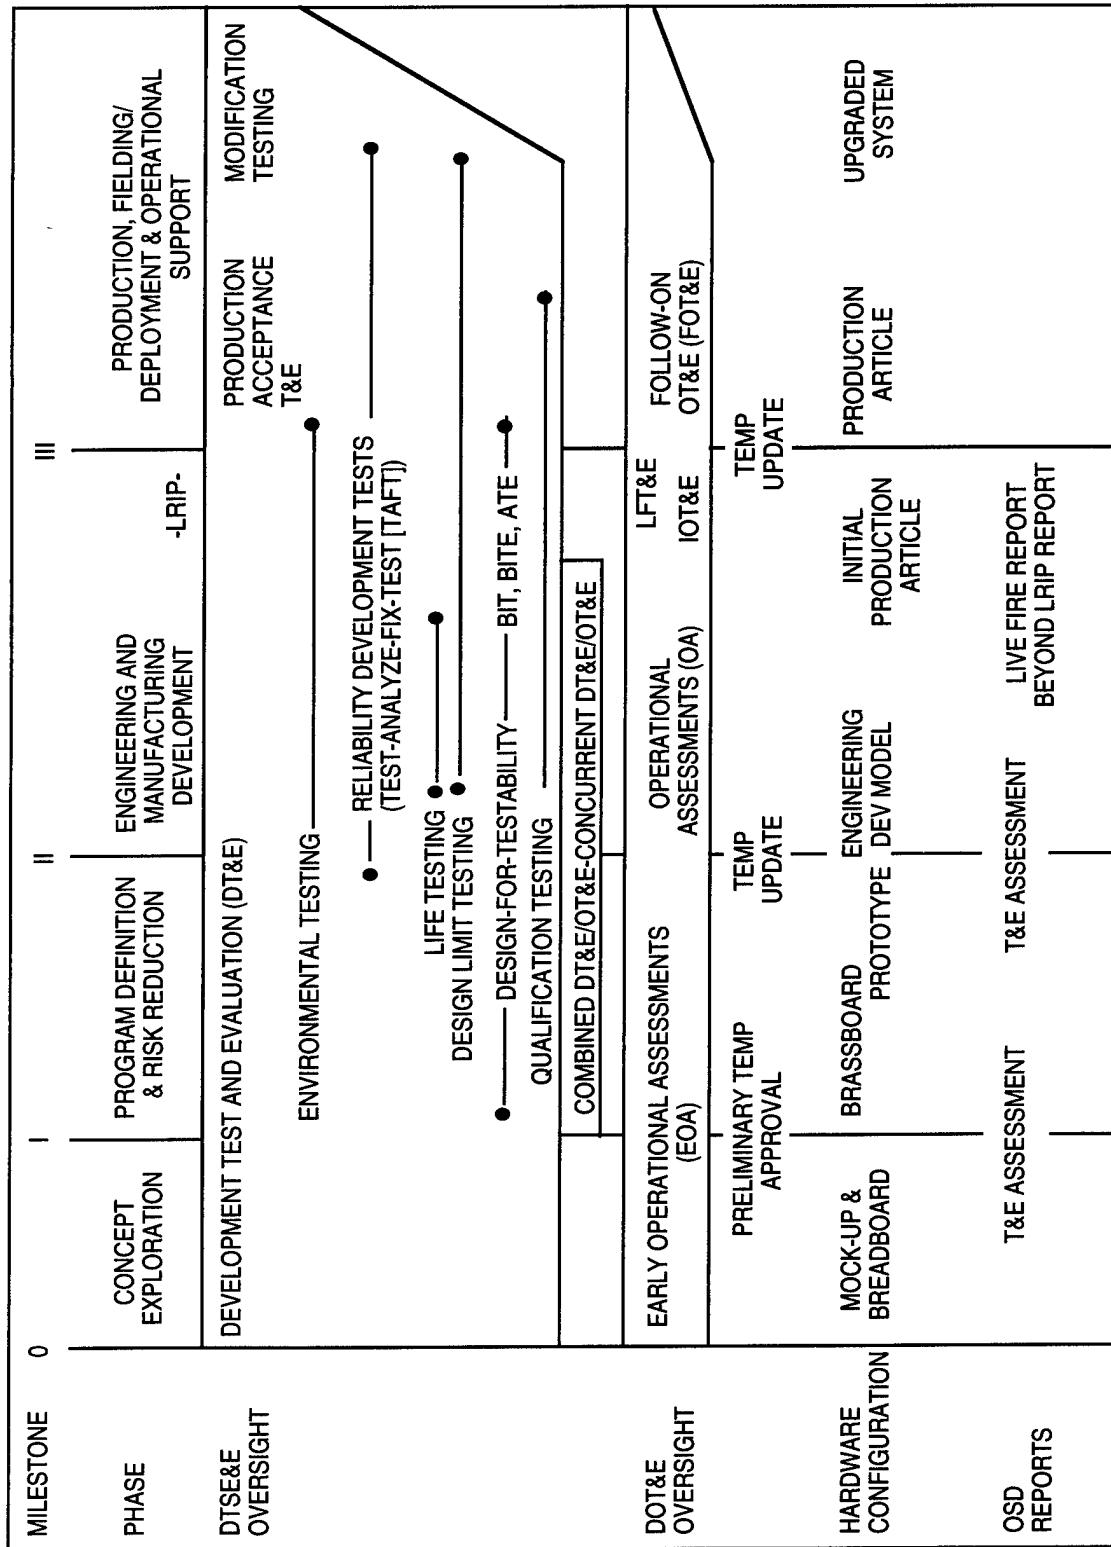 MILESTONE
0
I
II
III
PHASE
CONCEPT
EXPLORATION
PROGRAM DEFINITION
& RISK REDUCTION
ENGINEERING AND
MANUFACTURING
DEVELOPMENT
-LRIP-
PRODUCTION, FIELDING/
DEPLOYMENT & OPERATIONAL
SUPPORT
DTSE&E
OVERSIGHT
DEVELOPMENT TEST AND EVALUATION (DT&E)
PRODUCTION
ACCEPTANCE
T&E
MODIFICATION
TESTING
ENVIRONMENTAL TESTING
RELIABILITY DEVELOPMENT TESTS
(TEST-ANALYZE-FIX-TEST [TAFT])
LIFE TESTING
DESIGN LIMIT TESTING
DESIGN-FOR-TESTABILITY
BIT, BITE, ATE
QUALIFICATION TESTING
COMBINED DT&E/OT&E-CONCURRENT DT&E/OT&E
DOT&E
OVERSIGHT
EARLY OPERATIONAL ASSESSMENTS
(EOA)
OPERATIONAL
ASSESSMENTS (OA)
LFT&E
IOT&E
FOLLOW-ON
OT&E (FOT&E)
PRELIMINARY TEMP
APPROVAL
TEMP
UPDATE
TEMP
UPDATE
HARDWARE
CONFIGURATION
MOCK-UP &
BREADBOARD
BRASSBOARD
PROTOTYPE
ENGINEERING
DEV MODEL
INITIAL
PRODUCTION
ARTICLE
PRODUCTION
ARTICLE
UPGRADED
SYSTEM
OSD
REPORTS
T&E ASSESSMENT
T&E ASSESSMENT
LIVE FIRE REPORT
BEYOND LRIP REPORT